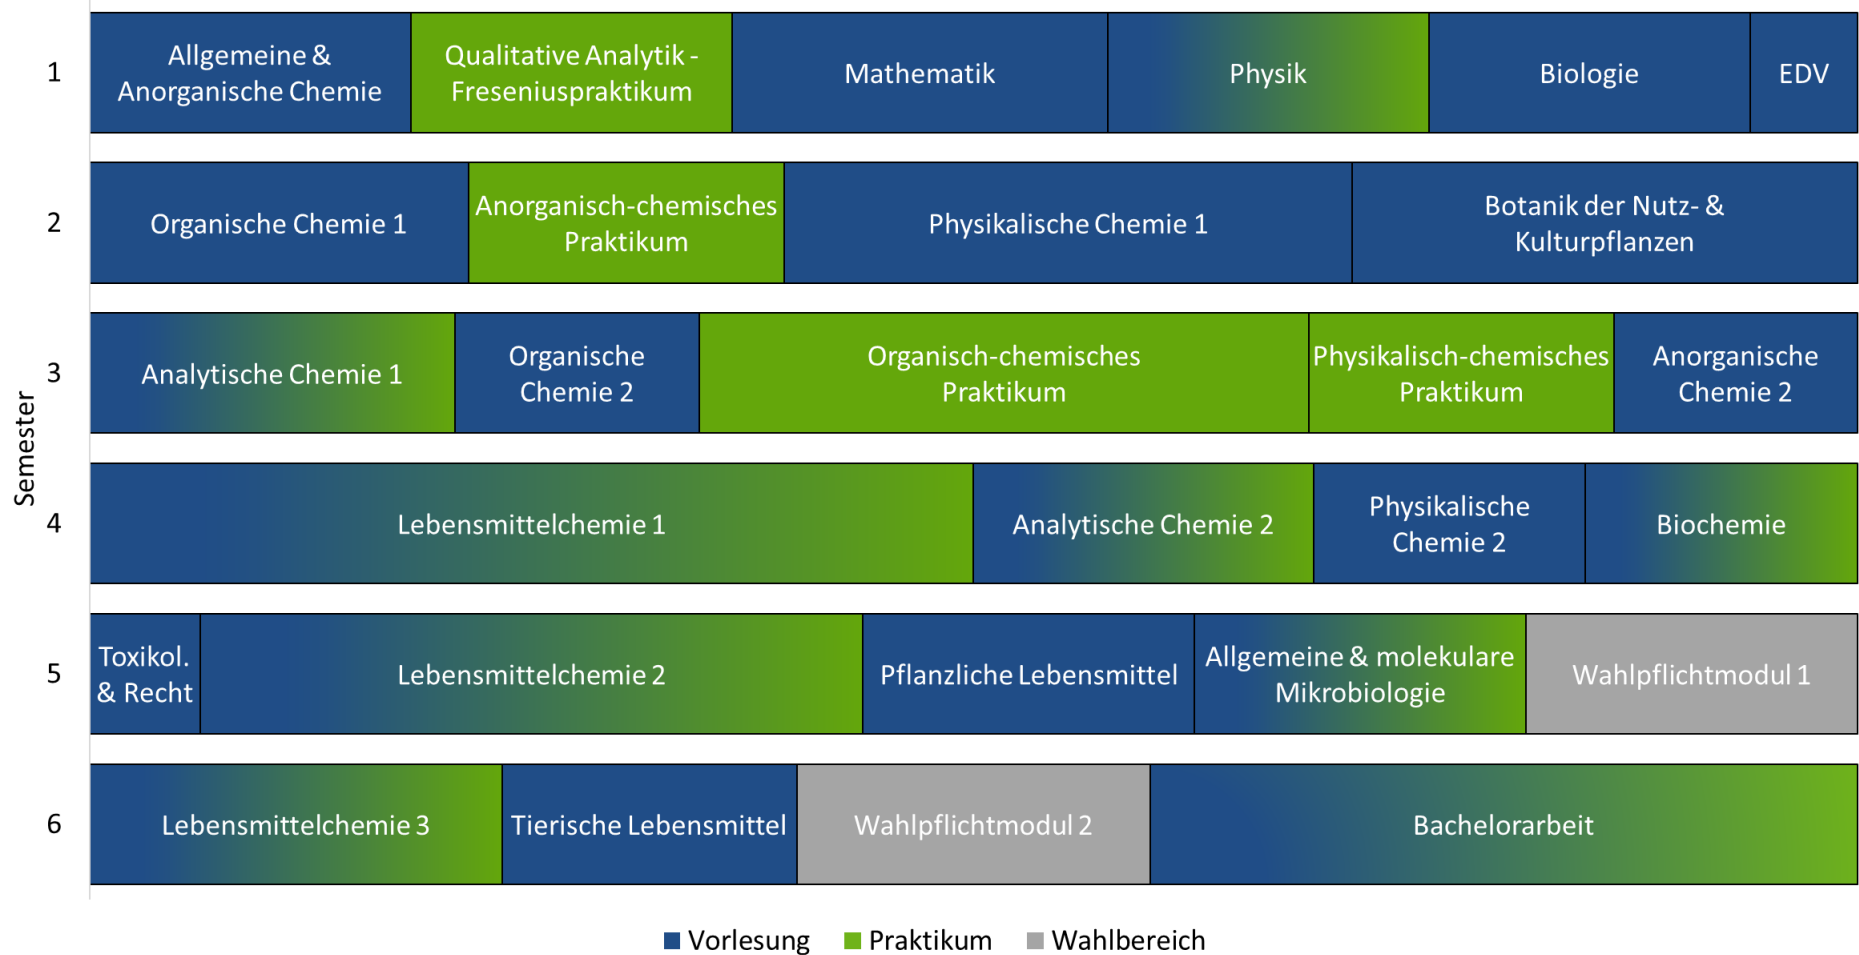 Semester
1
Allgemeine &
Anorganische Chemie
Qualitative Analytik -
Freseniuspraktikum
Mathematik
Physik
Biologie
EDV
2
Organische Chemie 1
Anorganisch-chemisches
Praktikum
Physikalische Chemie 1
Botanik der Nutz- &
Kulturpflanzen
3
Analytische Chemie 1
Organische
Chemie 2
Organisch-chemisches
Praktikum
Physikalisch-chemisches
Praktikum
Anorganische
Chemie 2
4
Lebensmittelchemie 1
Analytische Chemie 2
Physikalische
Chemie 2
Biochemie
5
Toxikol.
& Recht
Lebensmittelchemie 2
Pflanzliche Lebensmittel
Allgemeine & molekulare
Mikrobiologie
Wahlpflichtmodul 1
6
Lebensmittelchemie 3
Tierische Lebensmittel
Wahlpflichtmodul 2
Bachelorarbeit
Vorlesung
Praktikum
Wahlbereich